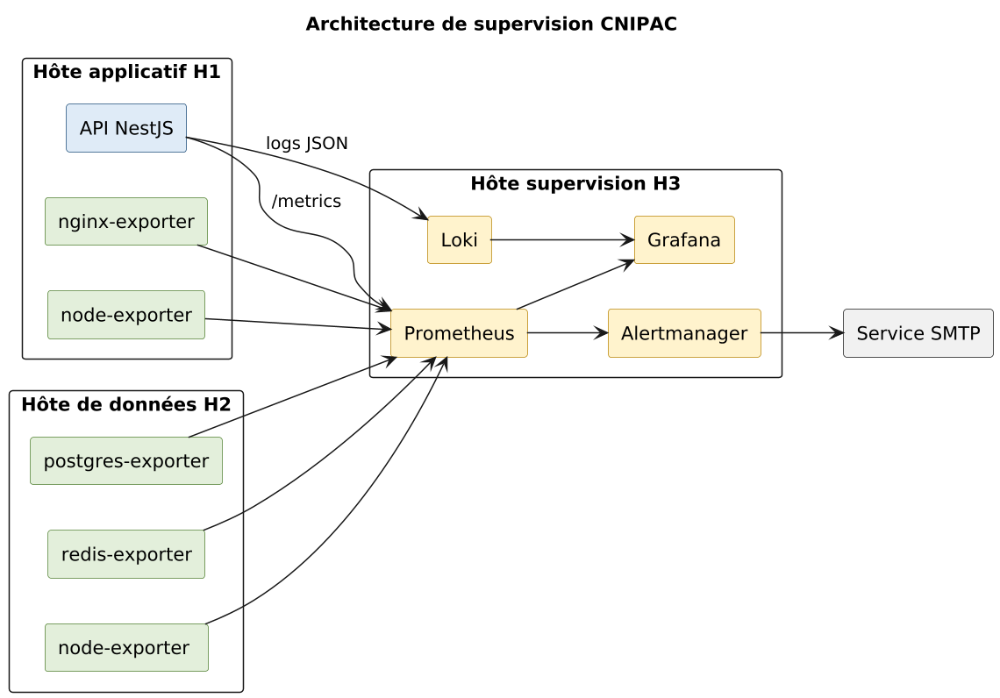 Architecture de supervision CNIPAC
Hôte applicatif H1
API NestJS
nginx-exporter
node-exporter
logs JSON
/metrics
Hôte supervision H3
Loki
Grafana
Prometheus
Alertmanager
Service SMTP
Hôte de données H2
postgres-exporter
redis-exporter
node-exporter